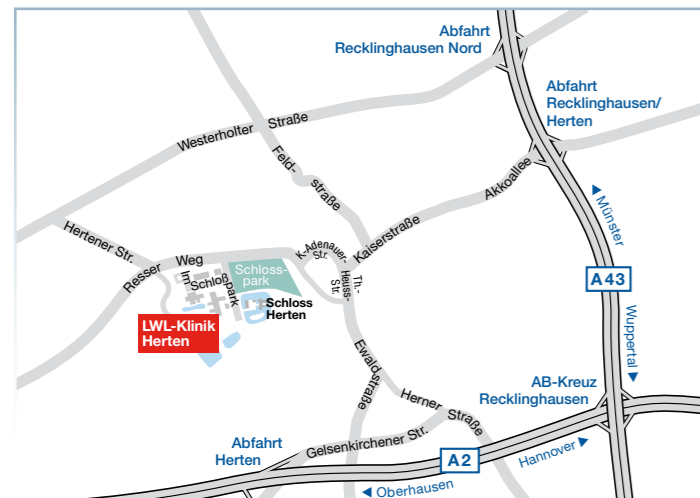 Abfahrt
Recklinghausen Nord
Abfahrt
Recklinghausen/
Herten
Westerholter Straße
Feld-
straße
Akkoallee
Kaiserstraße
Münster
Hertener Str.
Resser Weg
K-Adenauer-
Str.
Th.-
Heuss-
Str.
Im Schloßpark
Schloss-
park
Schloss
Herten
A 43
LWL-Klinik
Herten
Wuppertal
Ewaldstraße
AB-Kreuz
Recklinghausen
Herner Straße
Gelsenkirchener Str.
Abfahrt
Herten
A 2
Hannover
Oberhausen